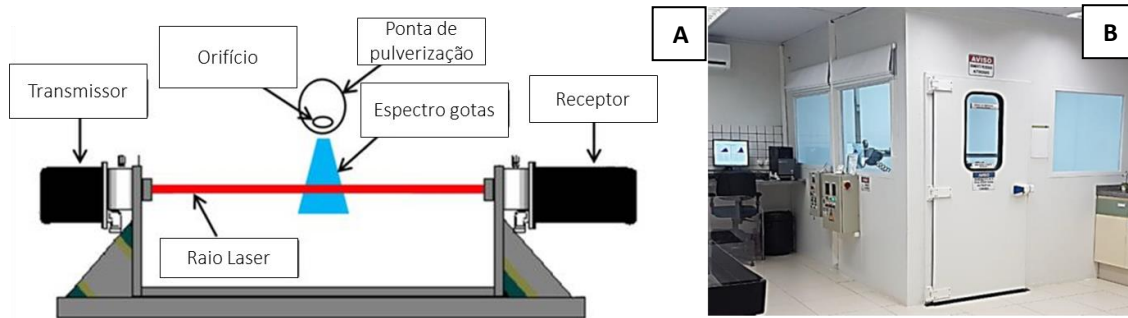 Ponta de
pulverização
Orifício
Espectro gotas
Transmissor
Receptor
Raio Laser
A
B
AVISO